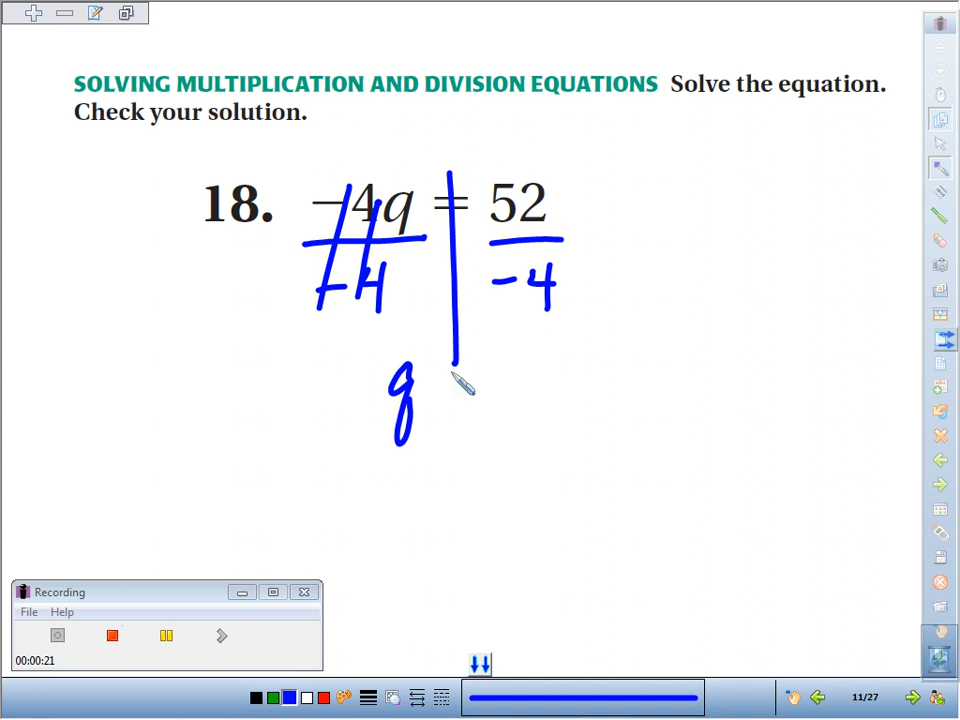 SOLVING MULTIPLICATION AND DIVISION EQUATIONS Solve the equation.
Check your solution.
18. −4q = 52
−4 −4
q
Recording
File Help
00:00:21
11/27